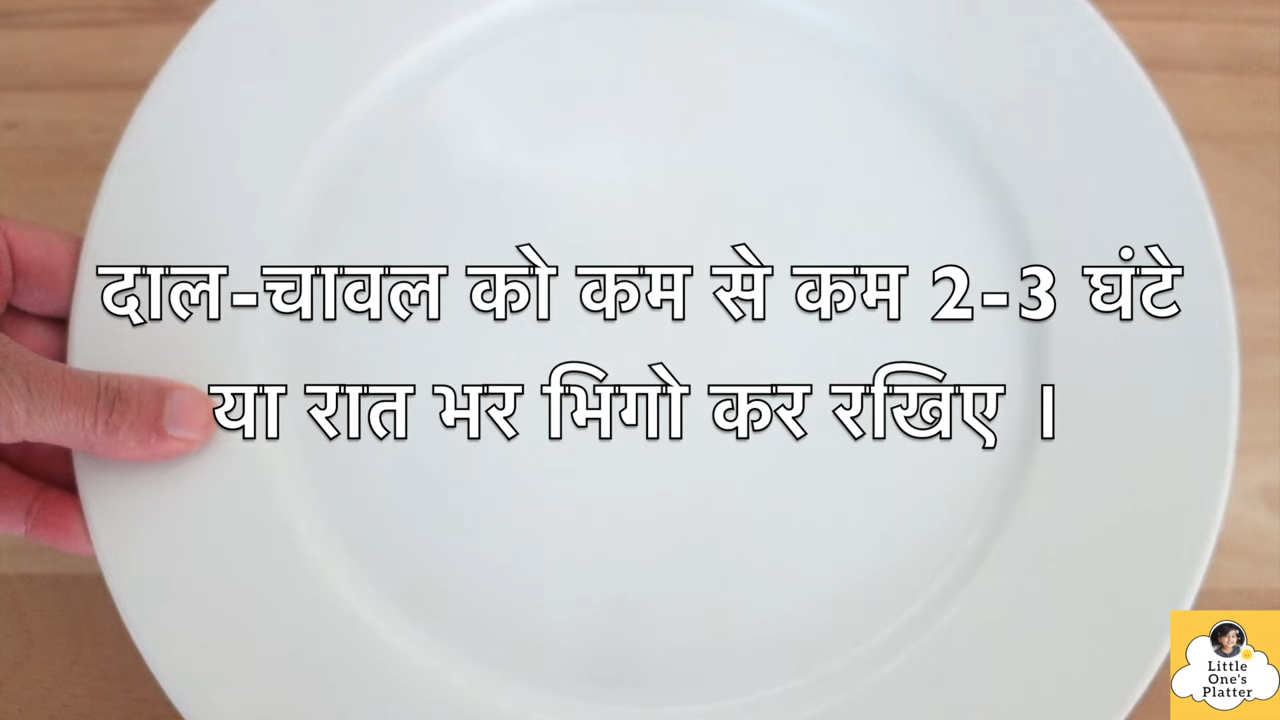 दाल-चावल को कम से कम 2-3 घंटे
या रात भर भिगो कर रखिए ।
Little
One's
Platter